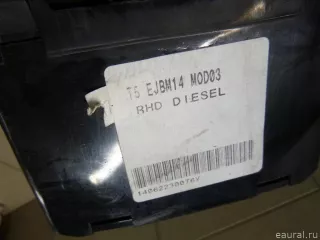 T5 EJBM14 MOD03
RHD DIESEL
eaural.ru